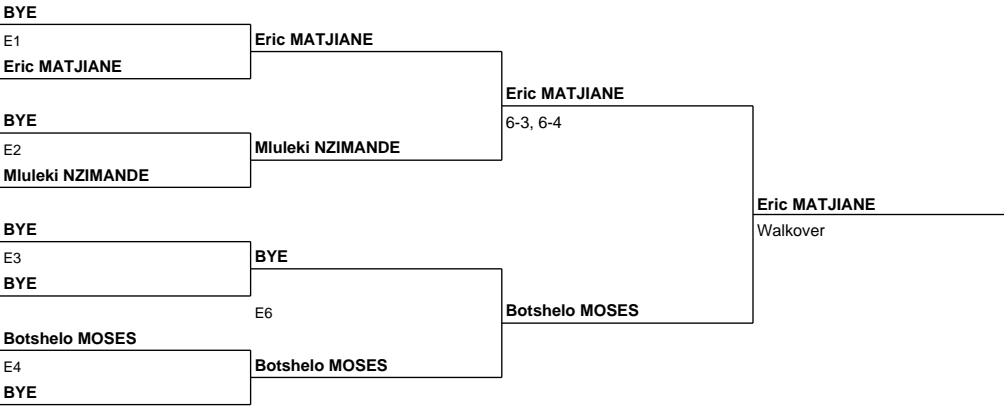 BYE
E1
Eric MATJIANE
Eric MATJIANE
Eric MATJIANE
6-3, 6-4
BYE
E2
Mluleki NZIMANDE
Mluleki NZIMANDE
Eric MATJIANE
Walkover
BYE
E3
BYE
BYE
E6
Botshelo MOSES
Botshelo MOSES
E4
Botshelo MOSES
BYE